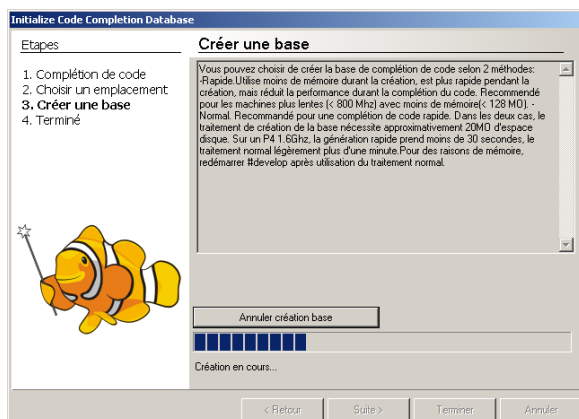 Initialize Code Completion Database
Etapes
1. Complétion de code
2. Choisir un emplacement
3. Créer une base
4. Terminé
Créer une base
Vous pouvez choisir de créer la base de complétion de code selon 2 méthodes:
-Rapide.Utilise moins de mémoire durant la création, est plus rapide pendant la
création, mais réduit la performance durant la complétion du code. Recommendé
pour les machines plus lentes (< 800 Mhz) avec moins de mémoire(< 128 MO). -
Normal. Recommandé pour une complétion de code rapide. Dans les deux cas, le
traitement de création de la base nécessite approximativement 20MO d'espace
disque. Sur un P4 1.6Ghz, la génération rapide prend moins de 30 secondes, le
traitement normal légèrement plus d'une minute.Pour des raisons de mémoire,
redémarrer #develop après utilisation du traitement normal.
Annuler création base
Création en cours...
< Retour
Suite >
Terminer
Annuler